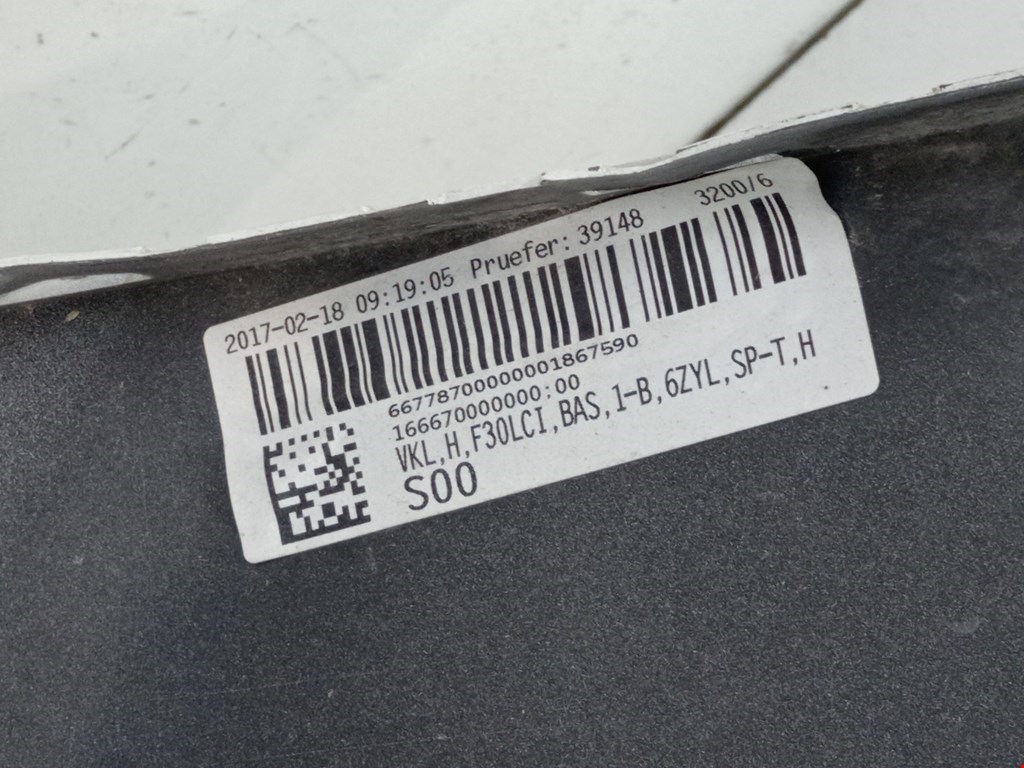 2017-02-18 09:19:05 Pruefer: 39148 3200/6
66778700000000001867590
166670000000;00
VKL,H,F30LCI,BAS,1-B,6ZYL,SP-T,H
S00